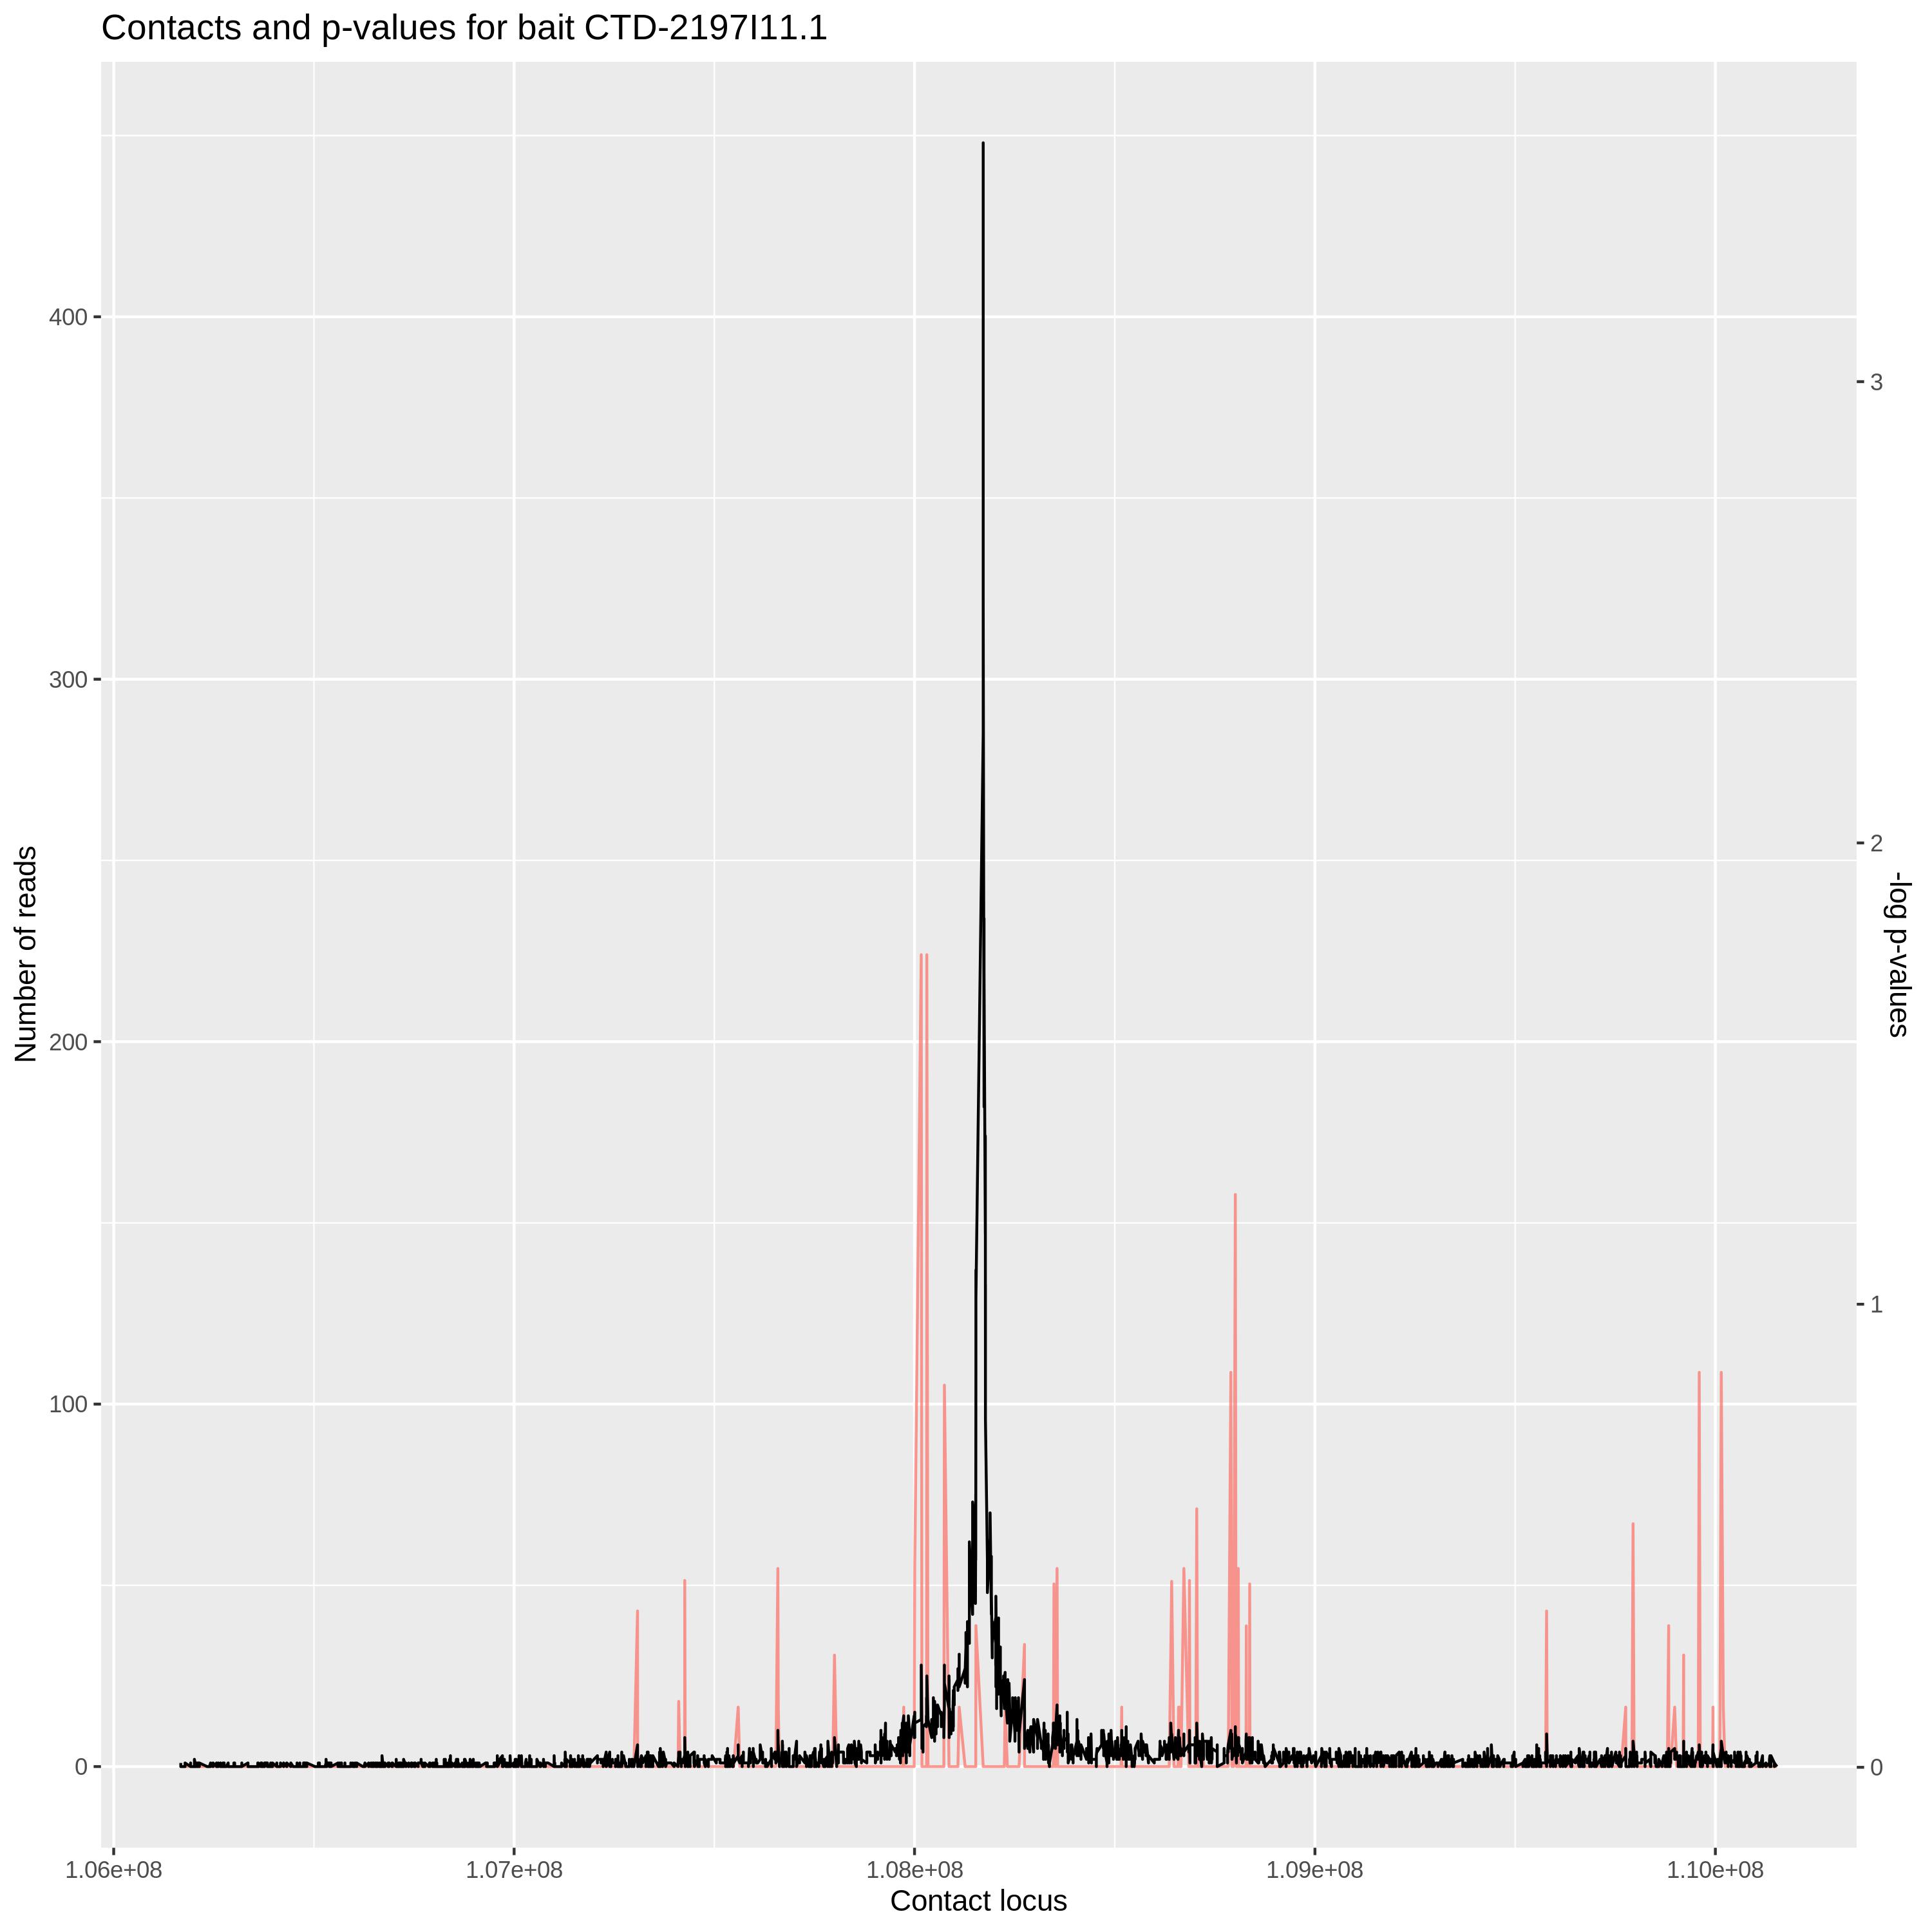 Contacts and p-values for bait CTD-2197I11.1
Number of reads
400
300
200
100
0
3
2
1
0
-log p-values
1.06e+08
1.07e+08
1.08e+08
1.09e+08
1.10e+08
Contact locus